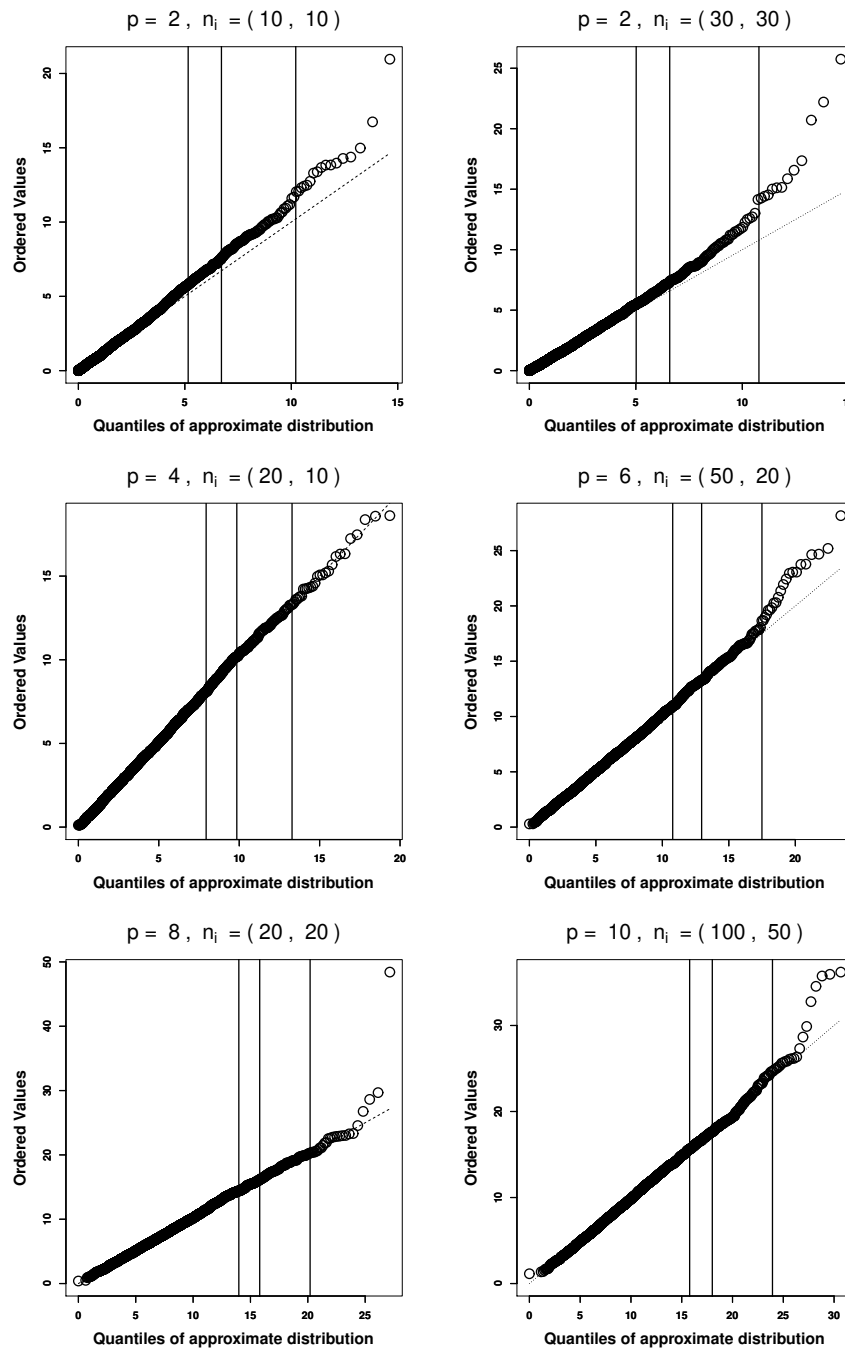 p = 2 , nᵢ = ( 10 , 10 )
Ordered Values
20
15
10
5
0
0 5 10 15
Quantiles of approximate distribution
p = 2 , nᵢ = ( 30 , 30 )
Ordered Values
25
20
15
10
5
0
0 5 10
Quantiles of approximate distribution
p = 4 , nᵢ = ( 20 , 10 )
Ordered Values
15
10
5
0
0 5 10 15 20
Quantiles of approximate distribution
p = 6 , nᵢ = ( 50 , 20 )
Ordered Values
25
20
15
10
5
0
0 5 10 15 20
Quantiles of approximate distribution
p = 8 , nᵢ = ( 20 , 20 )
Ordered Values
50
40
30
20
10
0
0 5 10 15 20 25
Quantiles of approximate distribution
p = 10 , nᵢ = ( 100 , 50 )
Ordered Values
30
20
10
0
0 5 10 15 20 25 30
Quantiles of approximate distribution